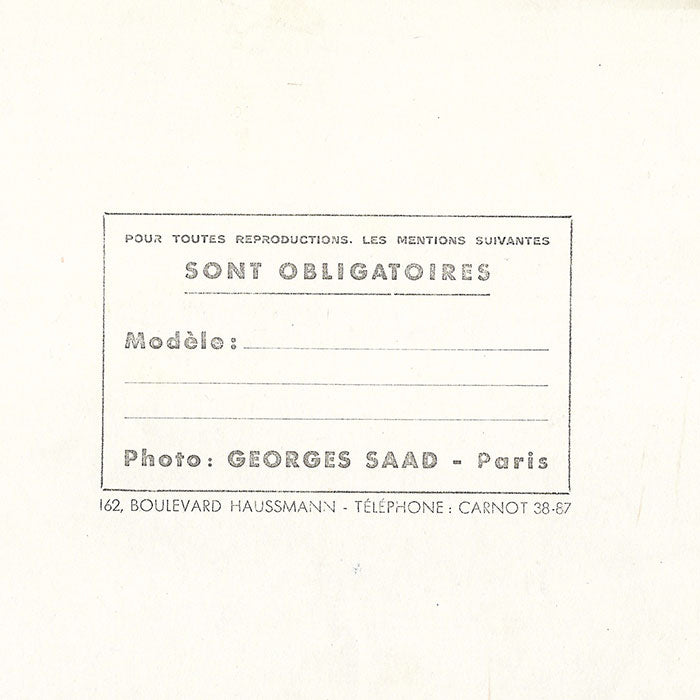 POUR TOUTES REPRODUCTIONS. LES MENTIONS SUIVANTES
SONT OBLIGATOIRES
Modèle :
Photo : GEORGES SAAD - Paris
162, BOULEVARD HAUSSMANN - TÉLÉPHONE : CARNOT 38-87